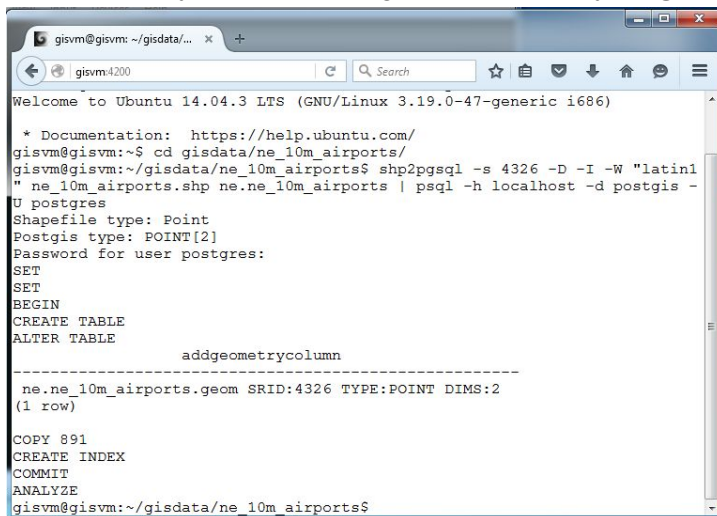 gisvm@gisvm: ~/gisdata/...
gisvm:4200
Search
Welcome to Ubuntu 14.04.3 LTS (GNU/Linux 3.19.0-47-generic i686)
* Documentation: https://help.ubuntu.com/
gisvm@gisvm:~$ cd gisdata/ne_10m_airports/
gisvm@gisvm:~/gisdata/ne_10m_airports$ shp2pgsql -s 4326 -D -I -W "latin1
" ne_10m_airports.shp ne.ne_10m_airports | psql -h localhost -d postgis -
U postgres
Shapefile type: Point
Postgis type: POINT[2]
Password for user postgres:
SET
SET
BEGIN
CREATE TABLE
ALTER TABLE
addgeometrycolumn
------------------------------------------------------
ne.ne_10m_airports.geom SRID:4326 TYPE:POINT DIMS:2
(1 row)
COPY 891
CREATE INDEX
COMMIT
ANALYZE
gisvm@gisvm:~/gisdata/ne_10m_airports$